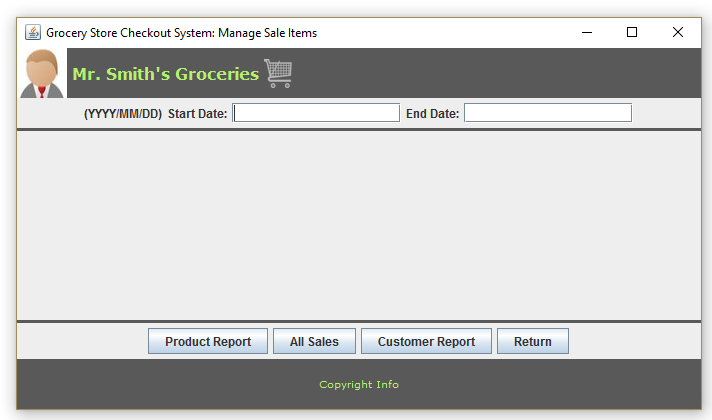 Grocery Store Checkout System: Manage Sale Items
Mr. Smith's Groceries
(YYYY/MM/DD) Start Date: End Date:
Product Report All Sales Customer Report Return
Copyright Info